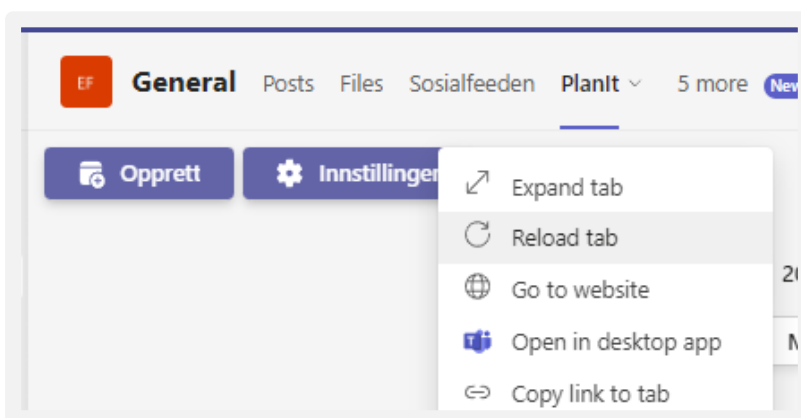 EF General Posts Files Sosialfeeden PlanIt 5 more New
Opprett Innstillinger
Expand tab
Reload tab
Go to website
Open in desktop app
Copy link to tab